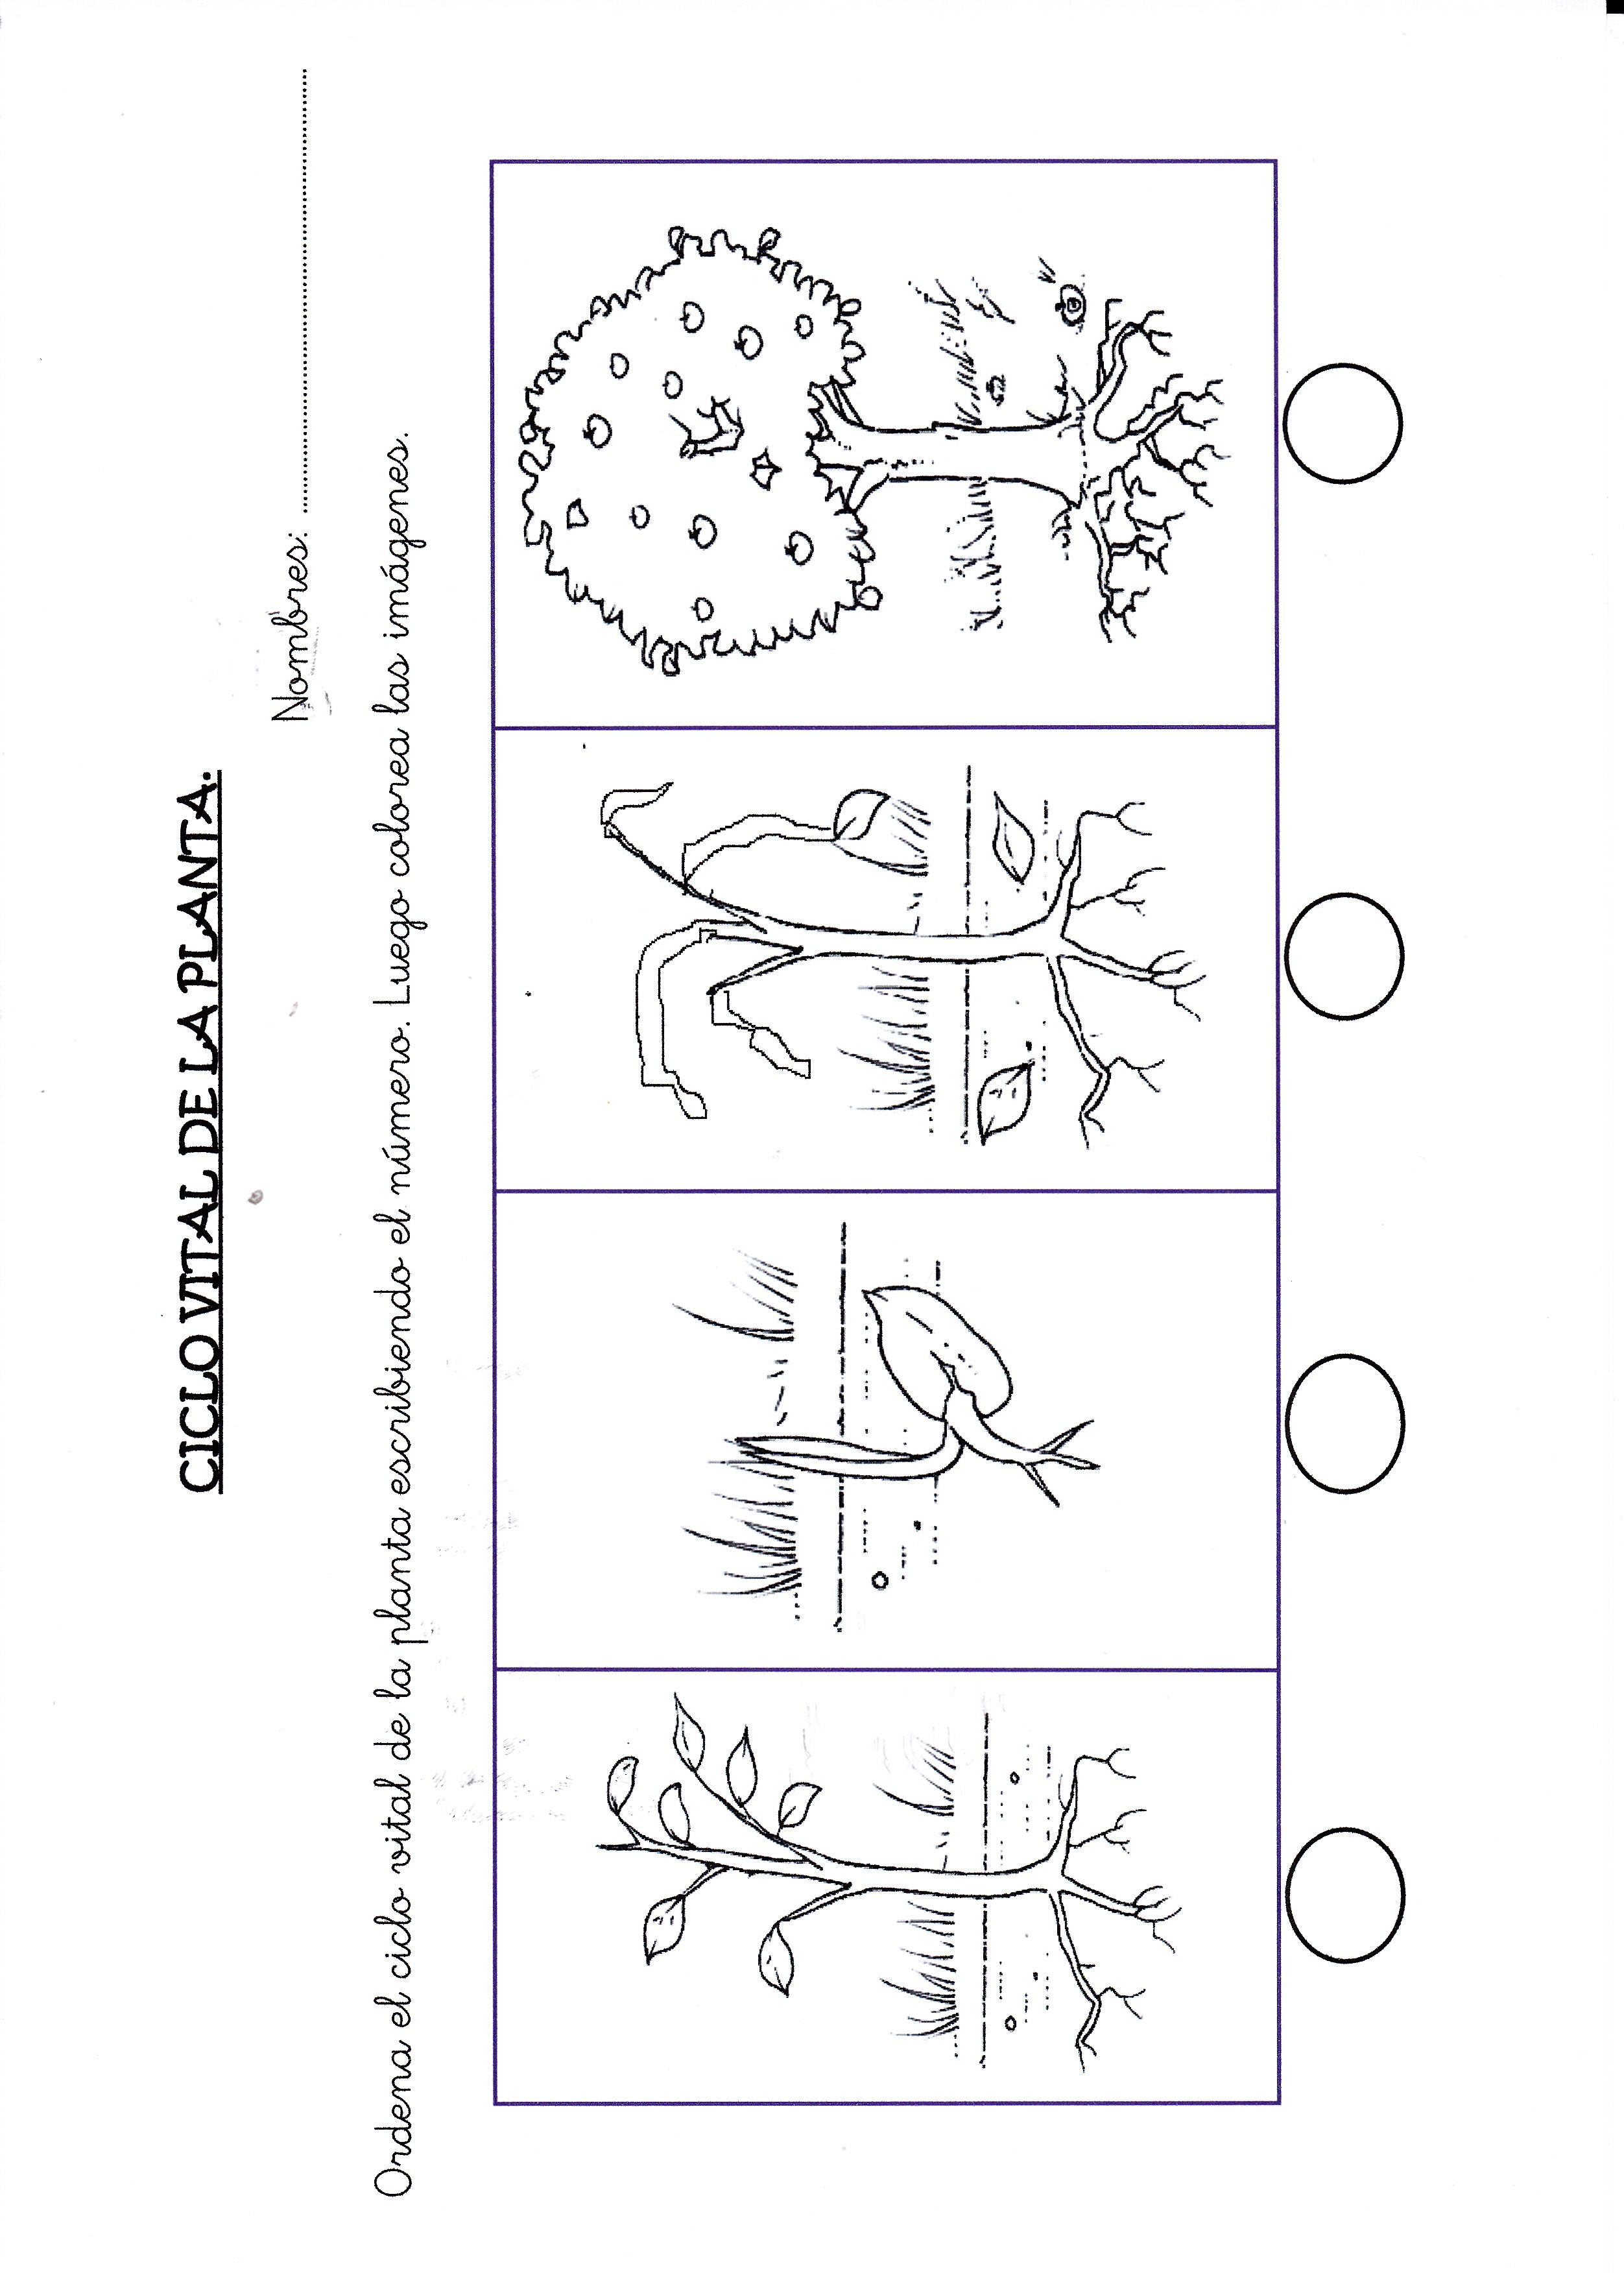 CICLO VITAL DE LA PLANTA.
Nombres: ................................................................
Ordena el ciclo vital de la planta escribiendo el número. Luego colorea las imágenes.